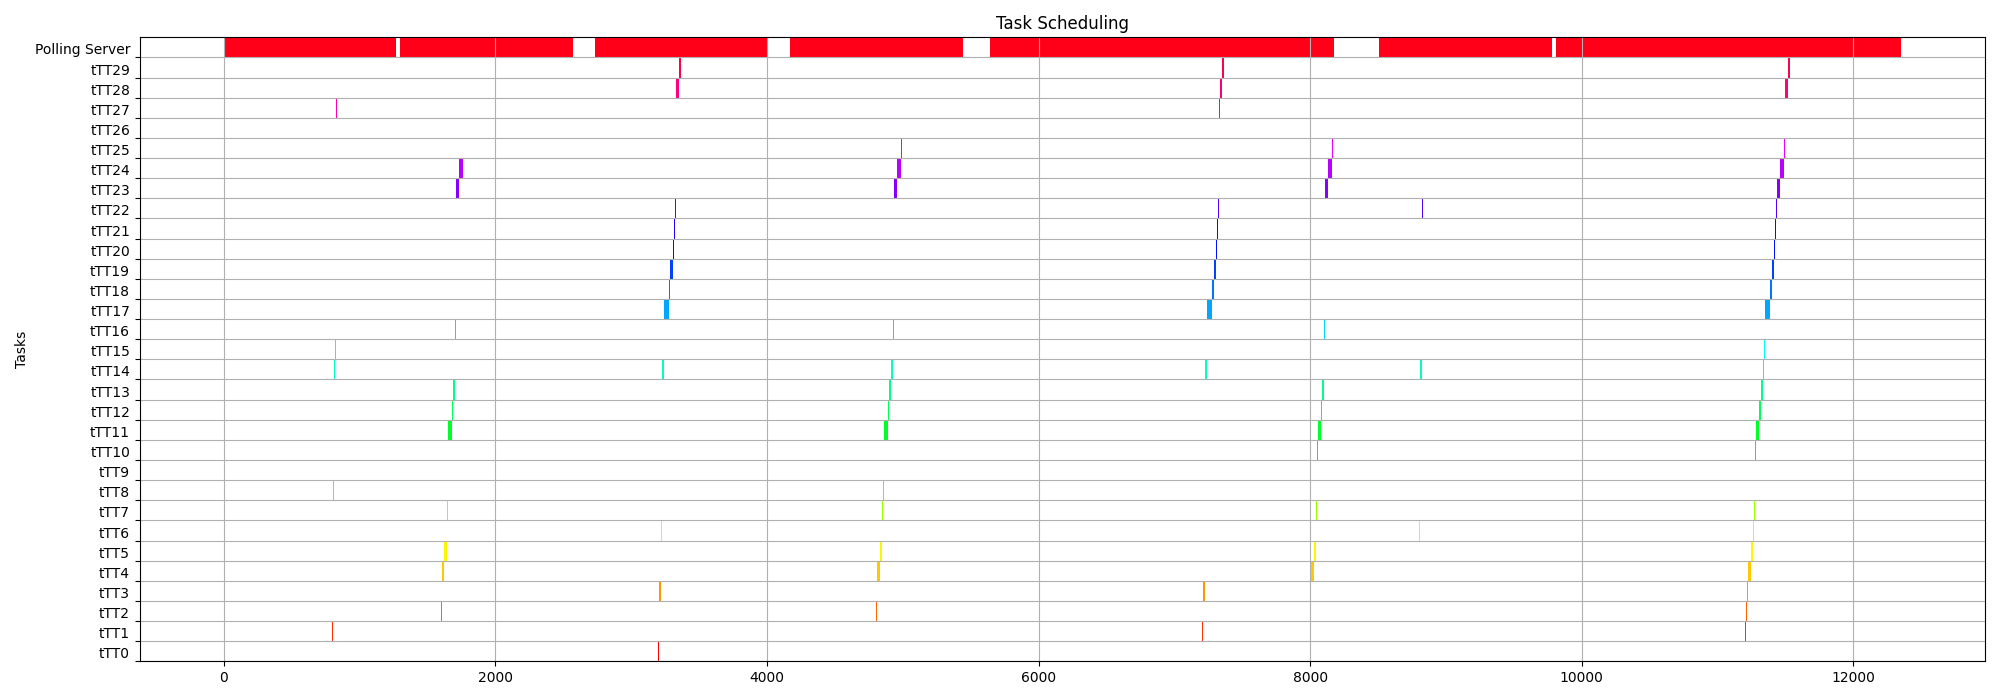 Task Scheduling
Polling Server
tTT29
tTT28
tTT27
tTT26
tTT25
tTT24
tTT23
tTT22
tTT21
tTT20
tTT19
tTT18
tTT17
tTT16
tTT15
tTT14
tTT13
tTT12
tTT11
tTT10
tTT9
tTT8
tTT7
tTT6
tTT5
tTT4
tTT3
tTT2
tTT1
tTT0
Tasks
0 2000 4000 6000 8000 10000 12000